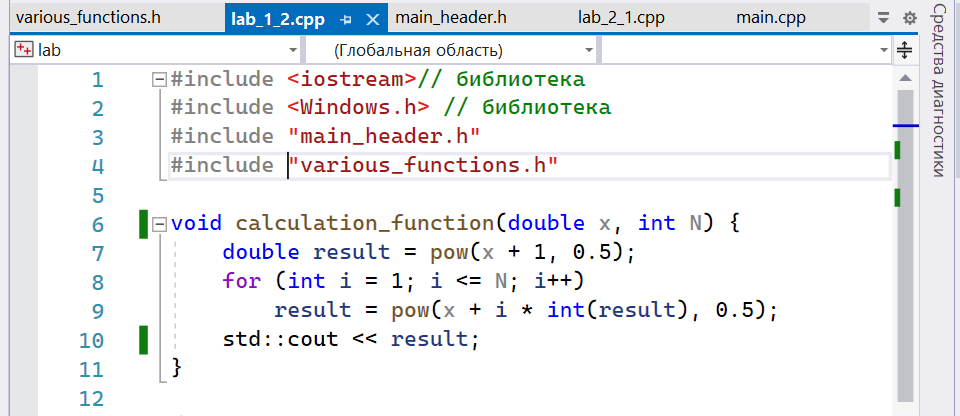 various_functions.h lab_1_2.cpp main_header.h lab_2_1.cpp main.cpp
lab (Глобальная область)
1 #include <iostream>// библиотека
2 #include <Windows.h> // библиотека
3 #include "main_header.h"
4 #include "various_functions.h"
5
6 void calculation_function(double x, int N) {
7 double result = pow(x + 1, 0.5);
8 for (int i = 1; i <= N; i++)
9 result = pow(x + i * int(result), 0.5);
10 std::cout << result;
11 }
12
Средства диагностики